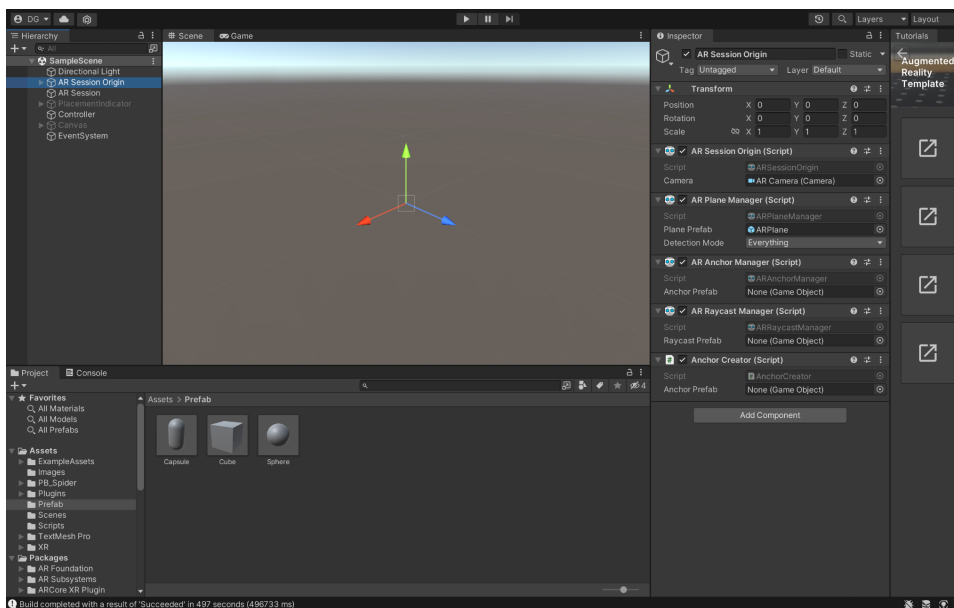 DG
Layers
Layout
Hierarchy
All
SampleScene
Directional Light
AR Session Origin
AR Session
PlacementIndicator
Controller
Canvas
EventSystem
Scene
Game
Inspector
AR Session Origin
Static
Tag Untagged
Layer Default
Transform
Position X 0 Y 0 Z 0
Rotation X 0 Y 0 Z 0
Scale X 1 Y 1 Z 1
AR Session Origin (Script)
Script ARSessionOrigin
Camera AR Camera (Camera)
AR Plane Manager (Script)
Script ARPlaneManager
Plane Prefab ARPlane
Detection Mode Everything
AR Anchor Manager (Script)
Script ARAnchorManager
Anchor Prefab None (Game Object)
AR Raycast Manager (Script)
Script ARRaycastManager
Raycast Prefab None (Game Object)
# Anchor Creator (Script)
Script AnchorCreator
Anchor Prefab None (Game Object)
Add Component
Tutorials
Augmented
Reality
Template
Project
Console
4
Favorites
All Materials
All Models
All Prefabs
Assets
ExampleAssets
Images
PB_Spider
Plugins
Prefab
Scenes
Scripts
TextMesh Pro
XR
Packages
AR Foundation
AR Subsystems
ARCore XR Plugin
Assets > Prefab
Capsule
Cube
Sphere
Build completed with a result of 'Succeeded' in 497 seconds (496733 ms)